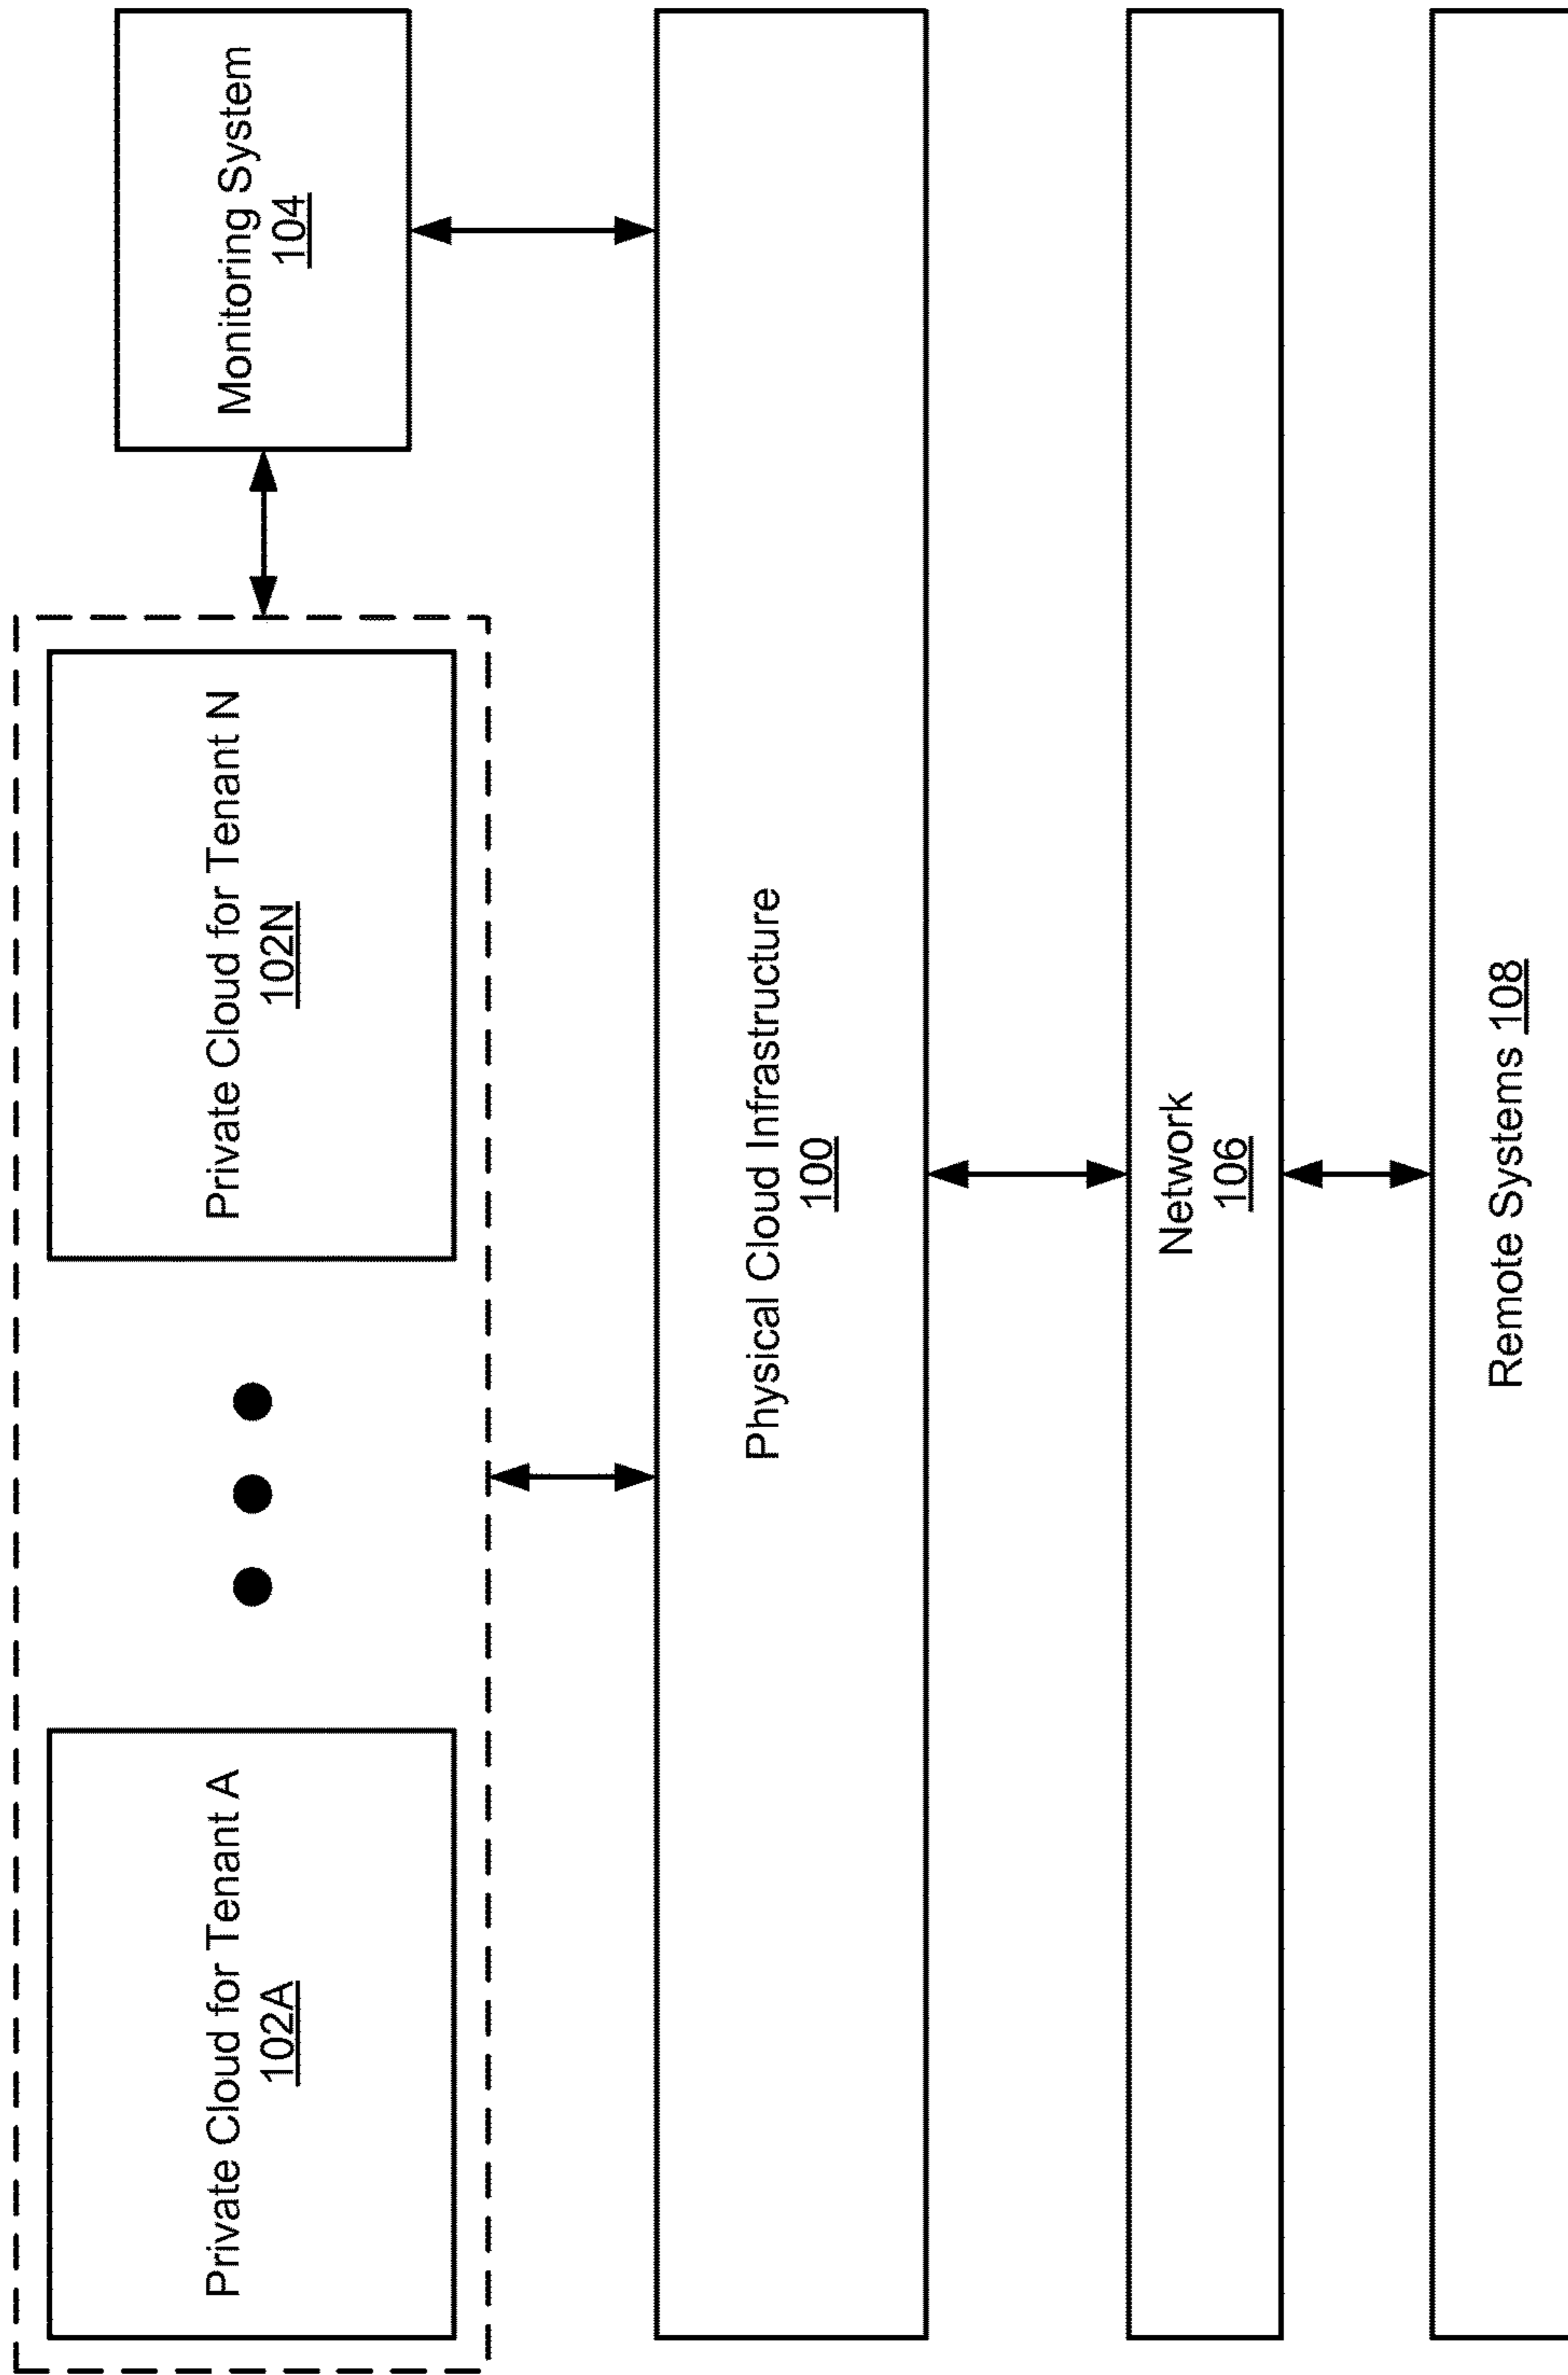 Private Cloud for Tenant A
102A
Private Cloud for Tenant N
102N
Monitoring System
104
Physical Cloud Infrastructure
100
Network
106
Remote Systems 108